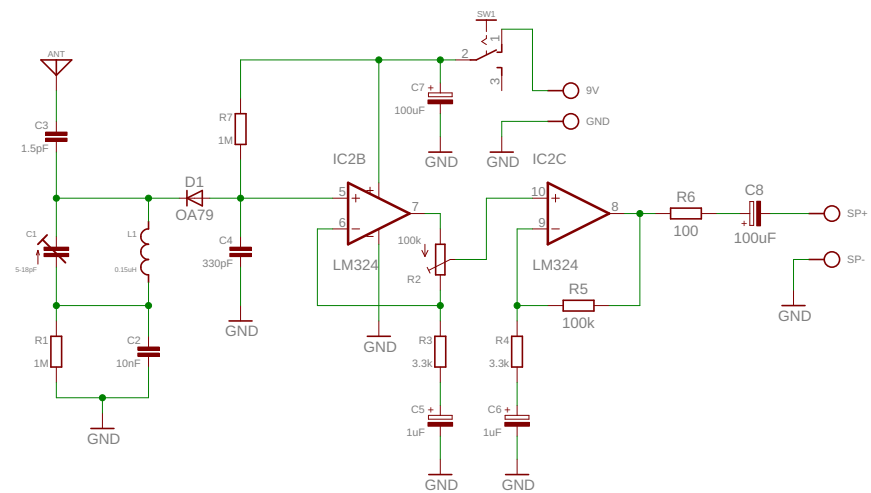 SW1
ANT
1
2
3
C7
+
100uF
9V
GND
GND
GND
R7
1M
C3
1.5pF
IC2B
IC2C
D1
OA79
5
+
+
6
−
−
7
LM324
10
+
9
−
8
LM324
R6
100
C8
+
100uF
SP+
SP-
GND
C1
5-18pF
L1
0.15uH
C4
330pF
GND
100k
R2
GND
R5
100k
R1
1M
C2
10nF
GND
R3
3.3k
R4
3.3k
C5
+
1uF
GND
C6
+
1uF
GND